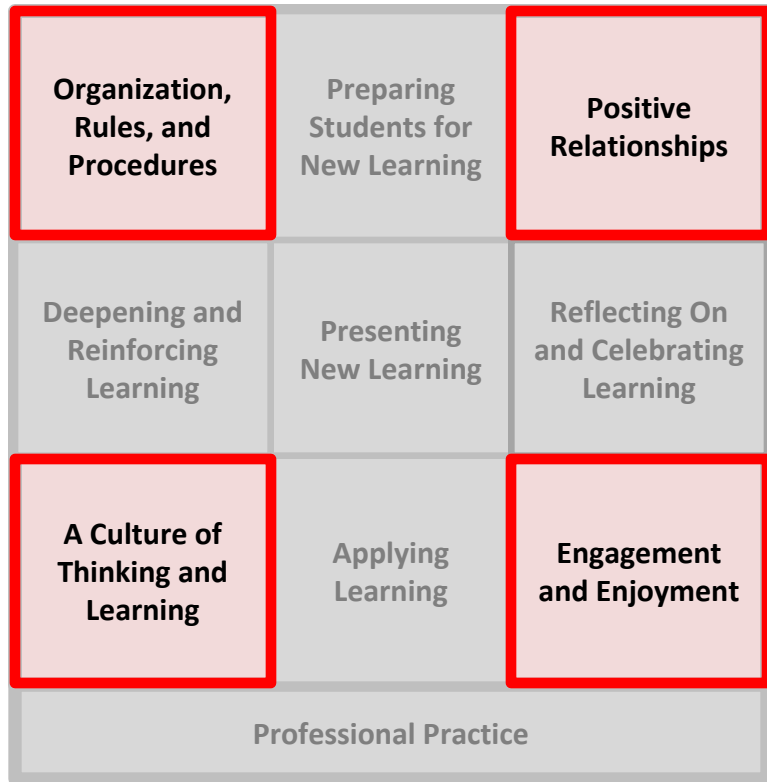 Organization,
Rules, and
Procedures
Preparing
Students for
New Learning
Positive
Relationships
Deepening and
Reinforcing
Learning
Presenting
New Learning
Reflecting On
and Celebrating
Learning
A Culture of
Thinking and
Learning
Applying
Learning
Engagement
and Enjoyment
Professional Practice